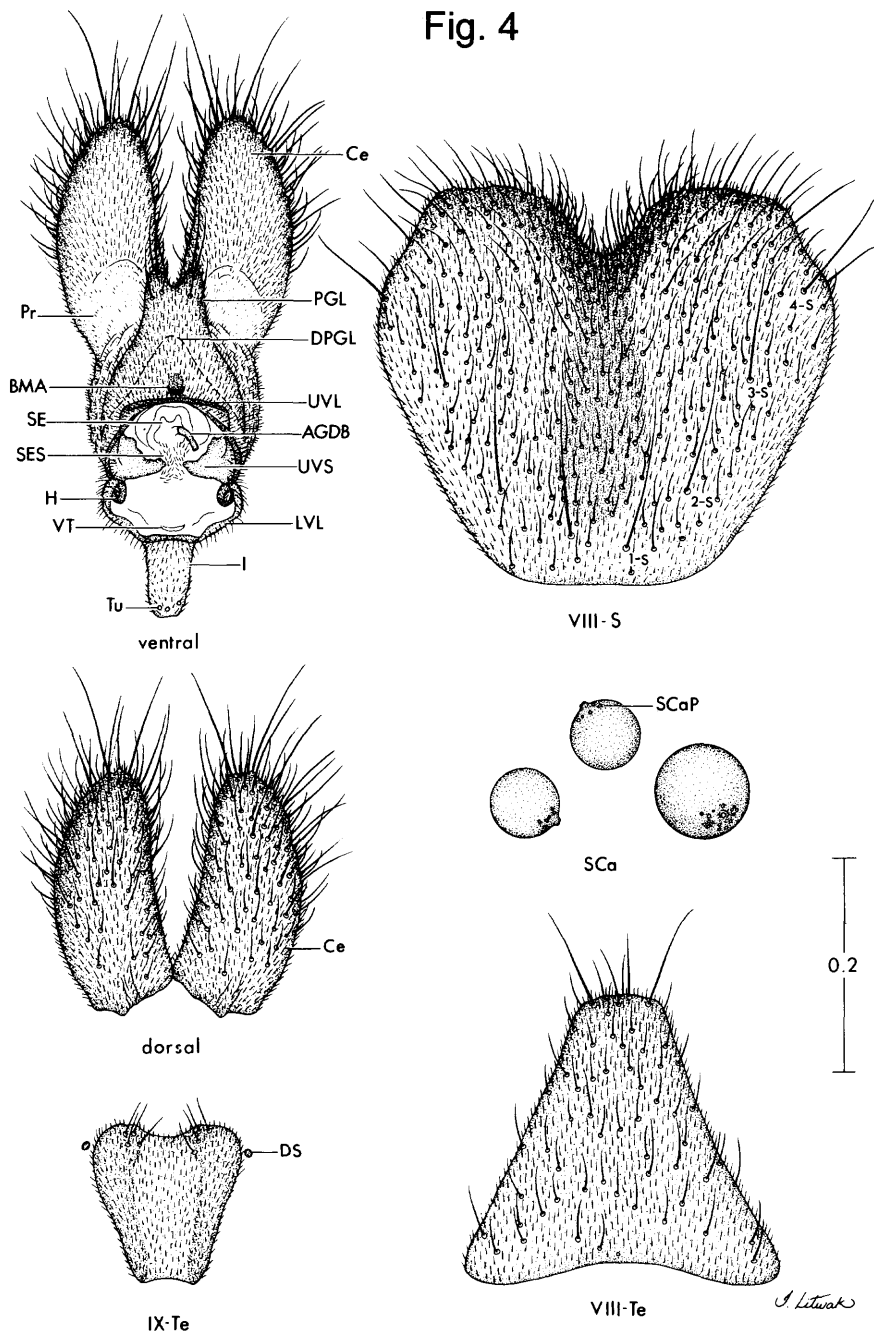 Fig. 4
Ce
PGL
Pr
DPGL
BMA
UVL
SE
AGDB
SES
UVS
H
VT
LVL
I
Tu
ventral
4-S
3-S
2-S
1-S
VIII-S
SCaP
SCa
Ce
dorsal
0.2
DS
IX-Te
VIII-Te
J. Litwak